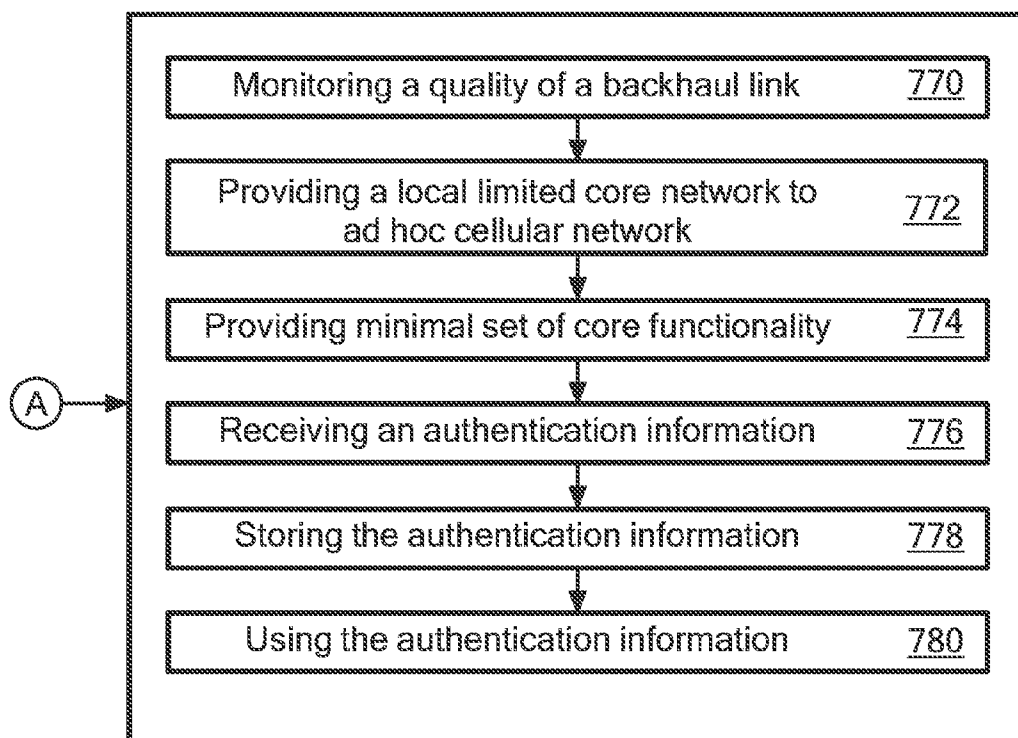 Monitoring a quality of a backhaul link 770
Providing a local limited core network to
ad hoc cellular network 772
Providing minimal set of core functionality 774
A
Receiving an authentication information 776
Storing the authentication information 778
Using the authentication information 780